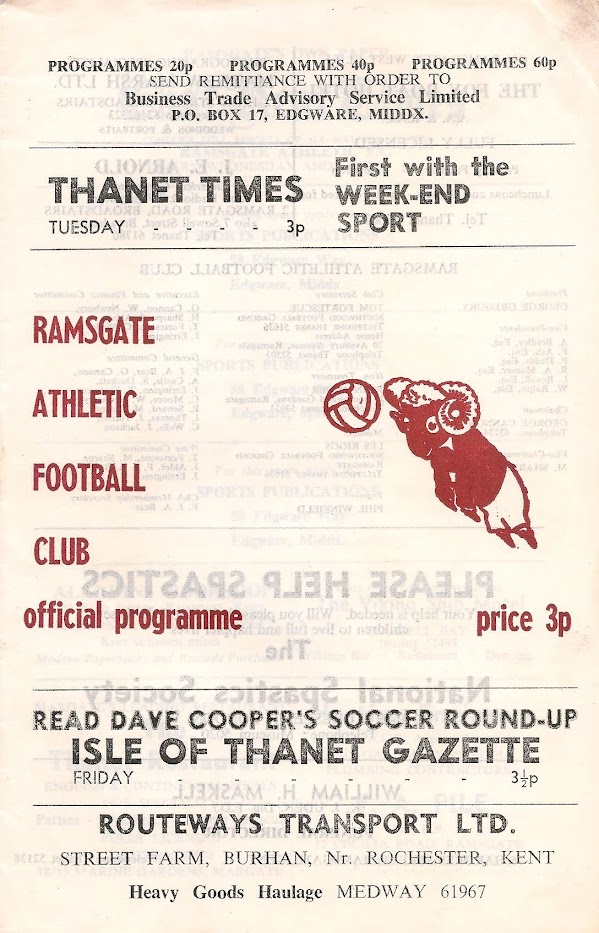 PROGRAMMES 20p PROGRAMMES 40p PROGRAMMES 60p
SEND REMITTANCE WITH ORDER TO
Business Trade Advisory Service Limited
P.O. BOX 17, EDGWARE, MIDDX.
THANET TIMES
TUESDAY - - - - 3p
First with the
WEEK-END
SPORT
RAMSGATE
ATHLETIC
FOOTBALL
CLUB
official programme price 3p
READ DAVE COOPER'S SOCCER ROUND-UP
ISLE OF THANET GAZETTE
FRIDAY - - - - 3½p
ROUTEWAYS TRANSPORT LTD.
STREET FARM, BURHAN, Nr. ROCHESTER, KENT
Heavy Goods Haulage MEDWAY 61967